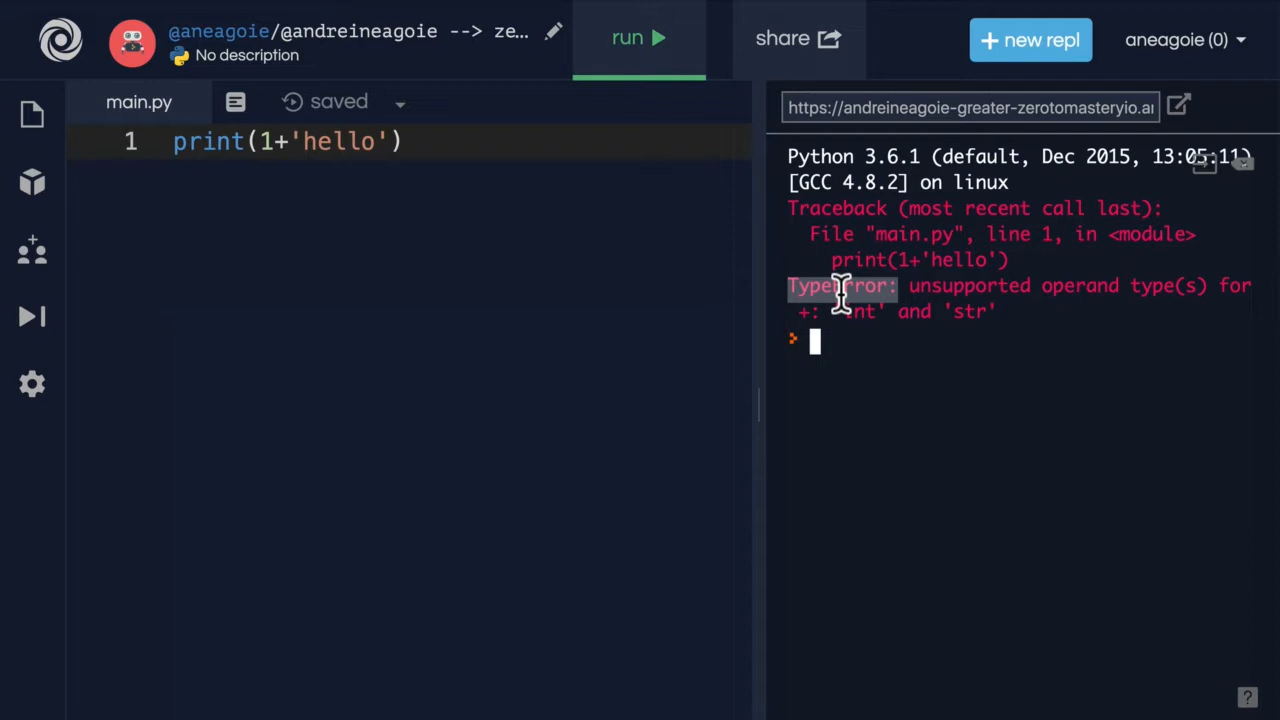 @aneagoie/@andreineagoie --> ze...
No description
run
share
+ new repl
aneagoie (0)
main.py
saved
https://andreineagoie-greater-zerotomasteryio.ar
1 print(1+'hello')
Python 3.6.1 (default, Dec 2015, 13:05:11)
[GCC 4.8.2] on linux
Traceback (most recent call last):
File "main.py", line 1, in <module>
print(1+'hello')
TypeError: unsupported operand type(s) for
+: 'int' and 'str'
>
?